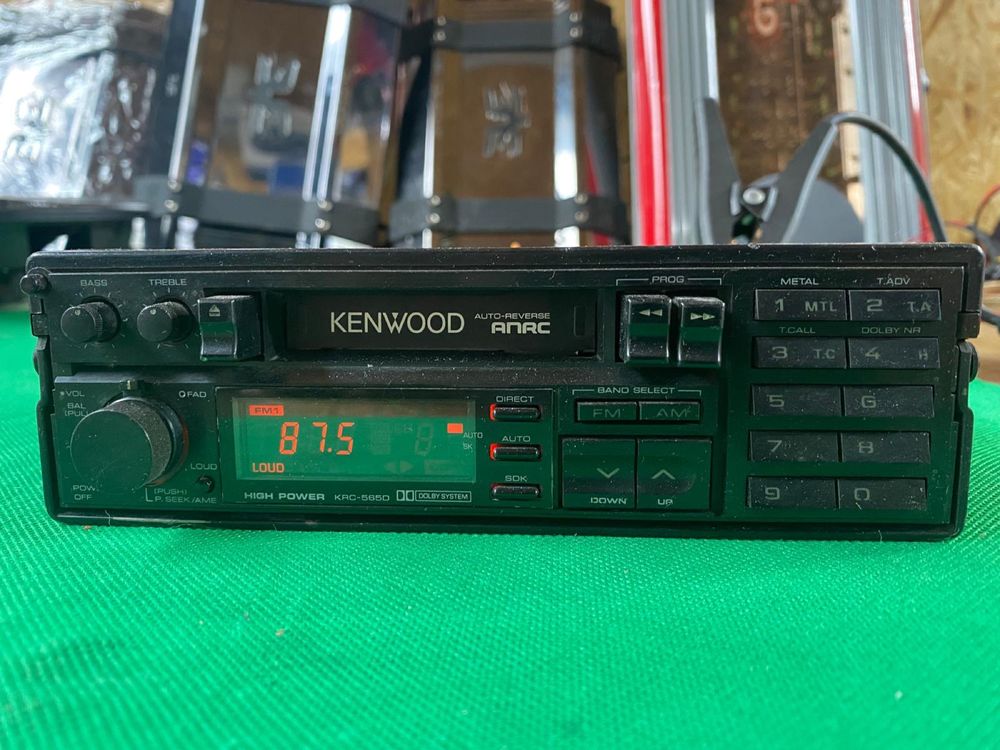 BASS TREBLE
KENWOOD AUTO-REVERSE ANRC
PROG
METAL T.ADV
1 MTL 2 T.A
T.CALL DOLBY NR
3 T.C 4
5 6
7 8
9 0
VOL FAD
BAL
(PULL)
LOUD
POW
OFF
(PUSH)
P.SEEK/AME
FM1
87.5
LOUD
AUTO
SK
HIGH POWER KRC-565D DOLBY SYSTEM
DIRECT
AUTO
SDK
BAND SELECT
FM AM
DOWN UP